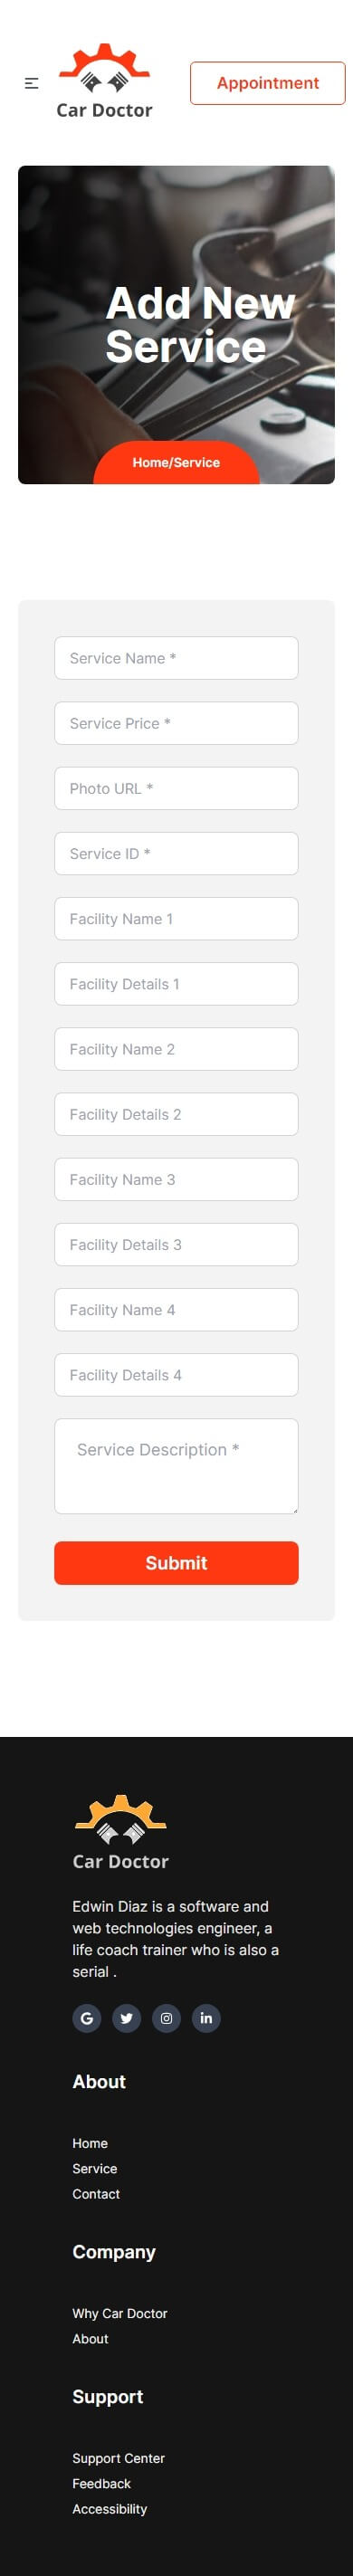 Car Doctor
Appointment
Add New
Service
Home/Service
Service Name *
Service Price *
Photo URL *
Service ID *
Facility Name 1
Facility Details 1
Facility Name 2
Facility Details 2
Facility Name 3
Facility Details 3
Facility Name 4
Facility Details 4
Service Description *
Submit
Car Doctor
Edwin Diaz is a software and
web technologies engineer, a
life coach trainer who is also a
serial .
About
Home
Service
Contact
Company
Why Car Doctor
About
Support
Support Center
Feedback
Accessibility